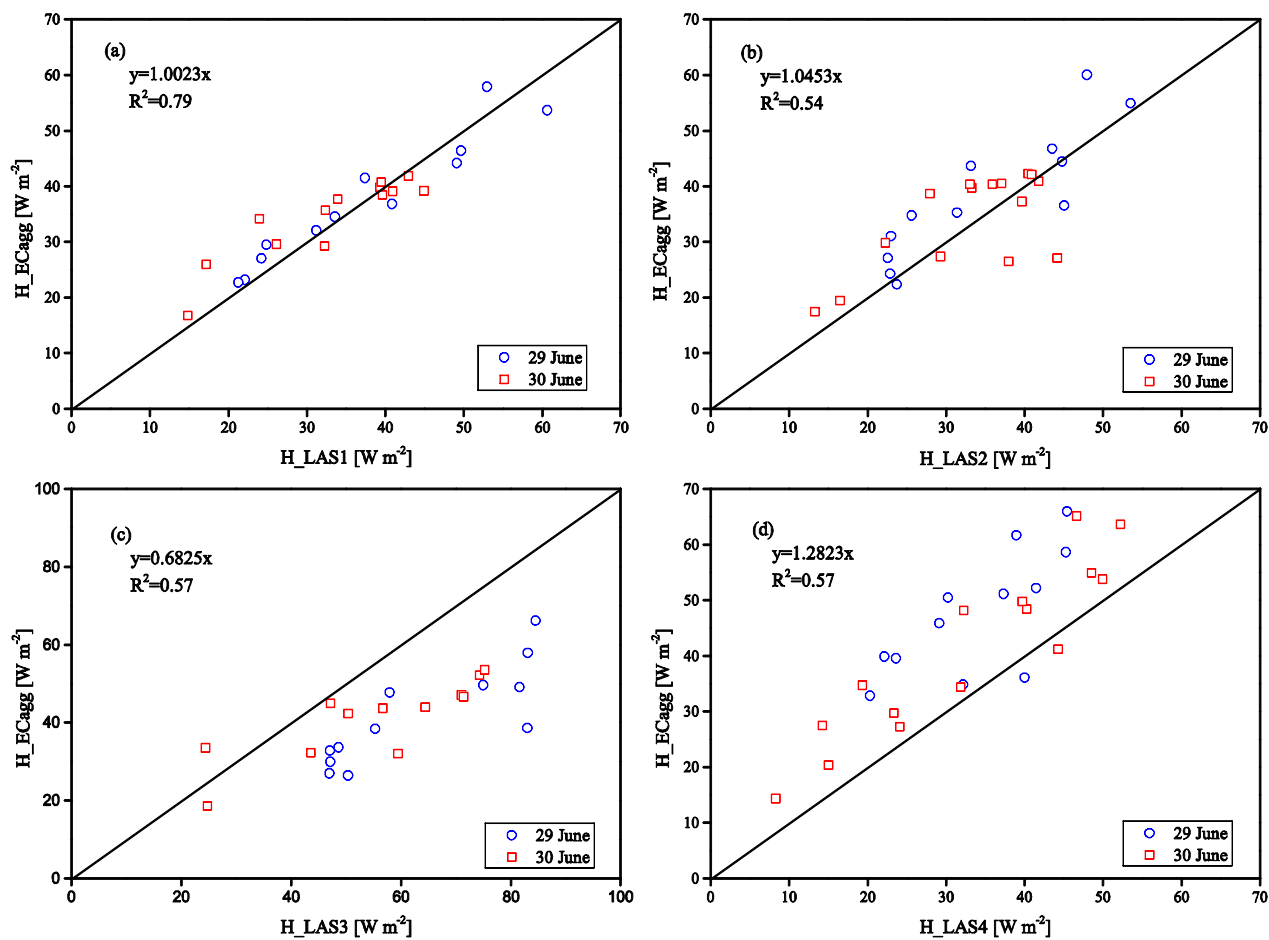 (a)
y=1.0023x
R²=0.79
70
60
50
40
30
20
10
0
H_ECagg [W m⁻²]
29 June
30 June
0 10 20 30 40 50 60 70
H_LAS1 [W m⁻²]
(b)
y=1.0453x
R²=0.54
70
60
50
40
30
20
10
0
H_ECagg [W m⁻²]
29 June
30 June
0 10 20 30 40 50 60 70
H_LAS2 [W m⁻²]
(c)
y=0.6825x
R²=0.57
100
80
60
40
20
0
H_ECagg [W m⁻²]
29 June
30 June
0 20 40 60 80 100
H_LAS3 [W m⁻²]
(d)
y=1.2823x
R²=0.57
70
60
50
40
30
20
10
0
H_ECagg [W m⁻²]
29 June
30 June
0 10 20 30 40 50 60 70
H_LAS4 [W m⁻²]